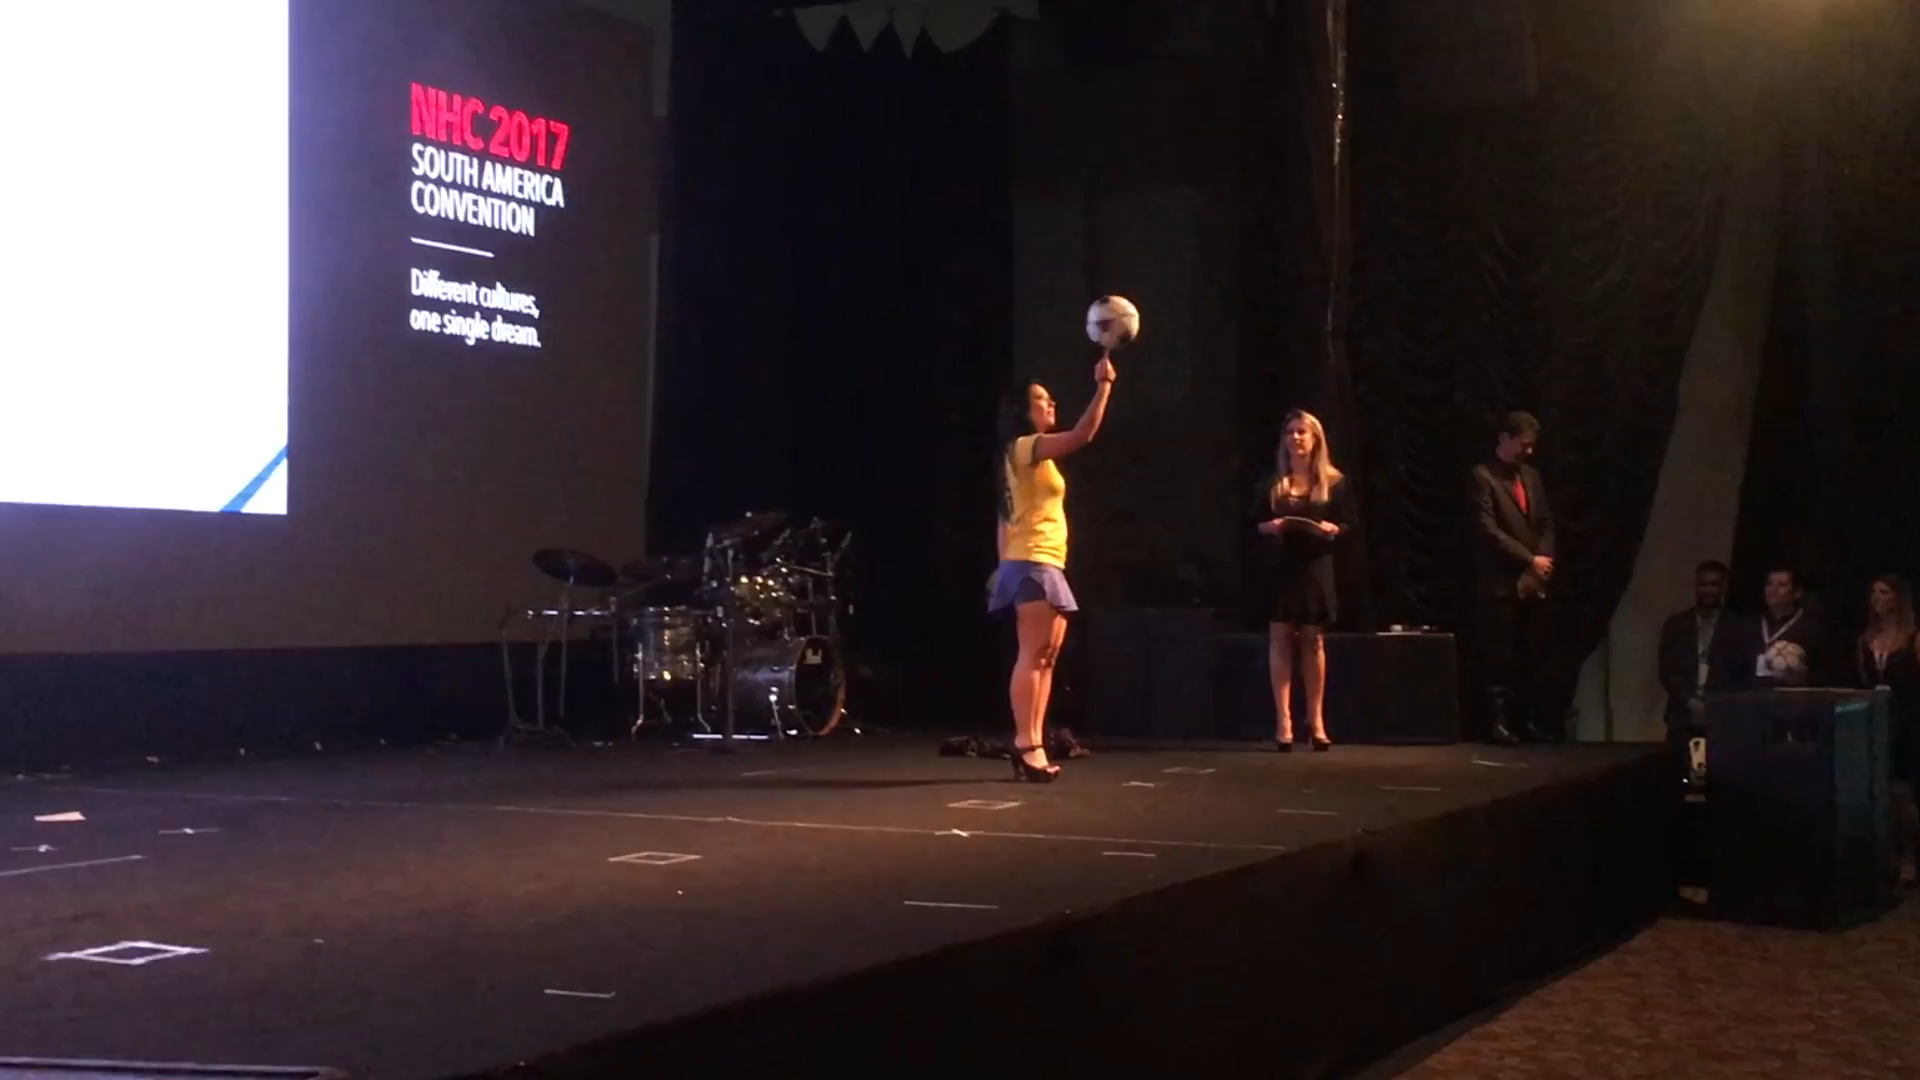 NHC 2017
SOUTH AMERICA
CONVENTION
Different cultures,
one single dream.